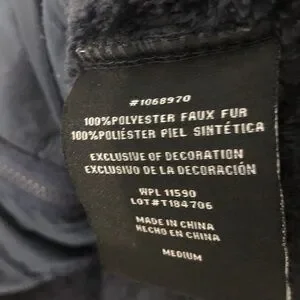 #1068970
100%POLYESTER FAUX FUR
100%POLIÉSTER PIEL SINTÉTICA
EXCLUSIVE OF DECORATION
EXCLUSIVO DE LA DECORACIÓN
WPL 11590
LOT#T184706
MADE IN CHINA
HECHO EN CHINA
MEDIUM